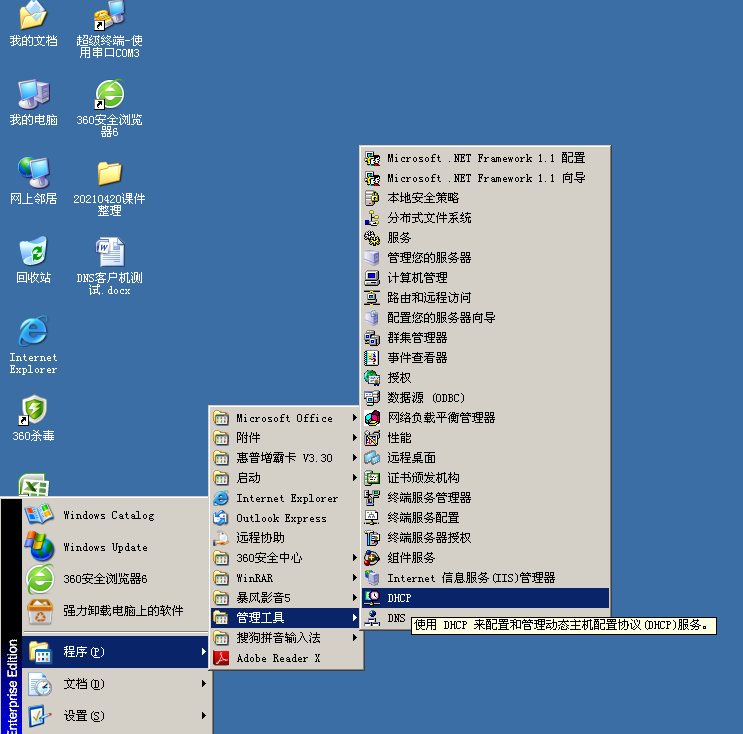 我的文档
超级终端-使
用串口COM3
我的电脑
360安全浏览
器6
网上邻居
20210420课件
整理
回收站
DNS客户机测
试.docx
Internet
Explorer
360杀毒
Microsoft .NET Framework 1.1 配置
Microsoft .NET Framework 1.1 向导
本地安全策略
分布式文件系统
服务
管理您的服务器
计算机管理
路由和远程访问
配置您的服务器向导
群集管理器
事件查看器
授权
数据源 (ODBC)
网络负载平衡管理器
性能
远程桌面
证书颁发机构
终端服务管理器
终端服务配置
终端服务器授权
组件服务
Internet 信息服务(IIS)管理器
DHCP
DNS
使用 DHCP 来配置和管理动态主机配置协议(DHCP)服务。
Microsoft Office
附件
惠普增霸卡 V3.30
启动
Internet Explorer
Outlook Express
远程协助
360安全中心
WinRAR
暴风影音5
管理工具
搜狗拼音输入法
Adobe Reader X
Windows Catalog
Windows Update
360安全浏览器6
强力卸载电脑上的软件
程序(P)
文档(D)
设置(S)
Enterprise Edition